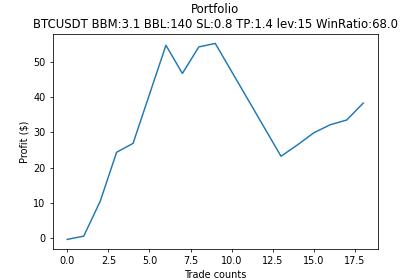 Portfolio
BTCUSDT BBM:3.1 BBL:140 SL:0.8 TP:1.4 lev:15 WinRatio:68.0
50
40
30
20
10
0
Profit ($)
0.0 2.5 5.0 7.5 10.0 12.5 15.0 17.5
Trade counts